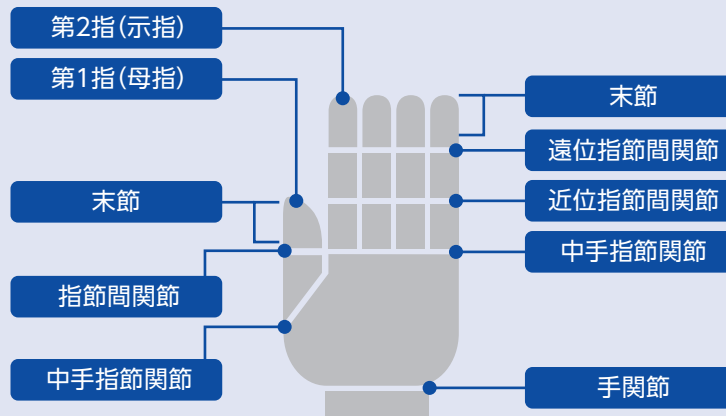 第2指(示指)
第1指(母指)
末節
指節間関節
中手指節関節
末節
遠位指節間関節
近位指節間関節
中手指節関節
手関節